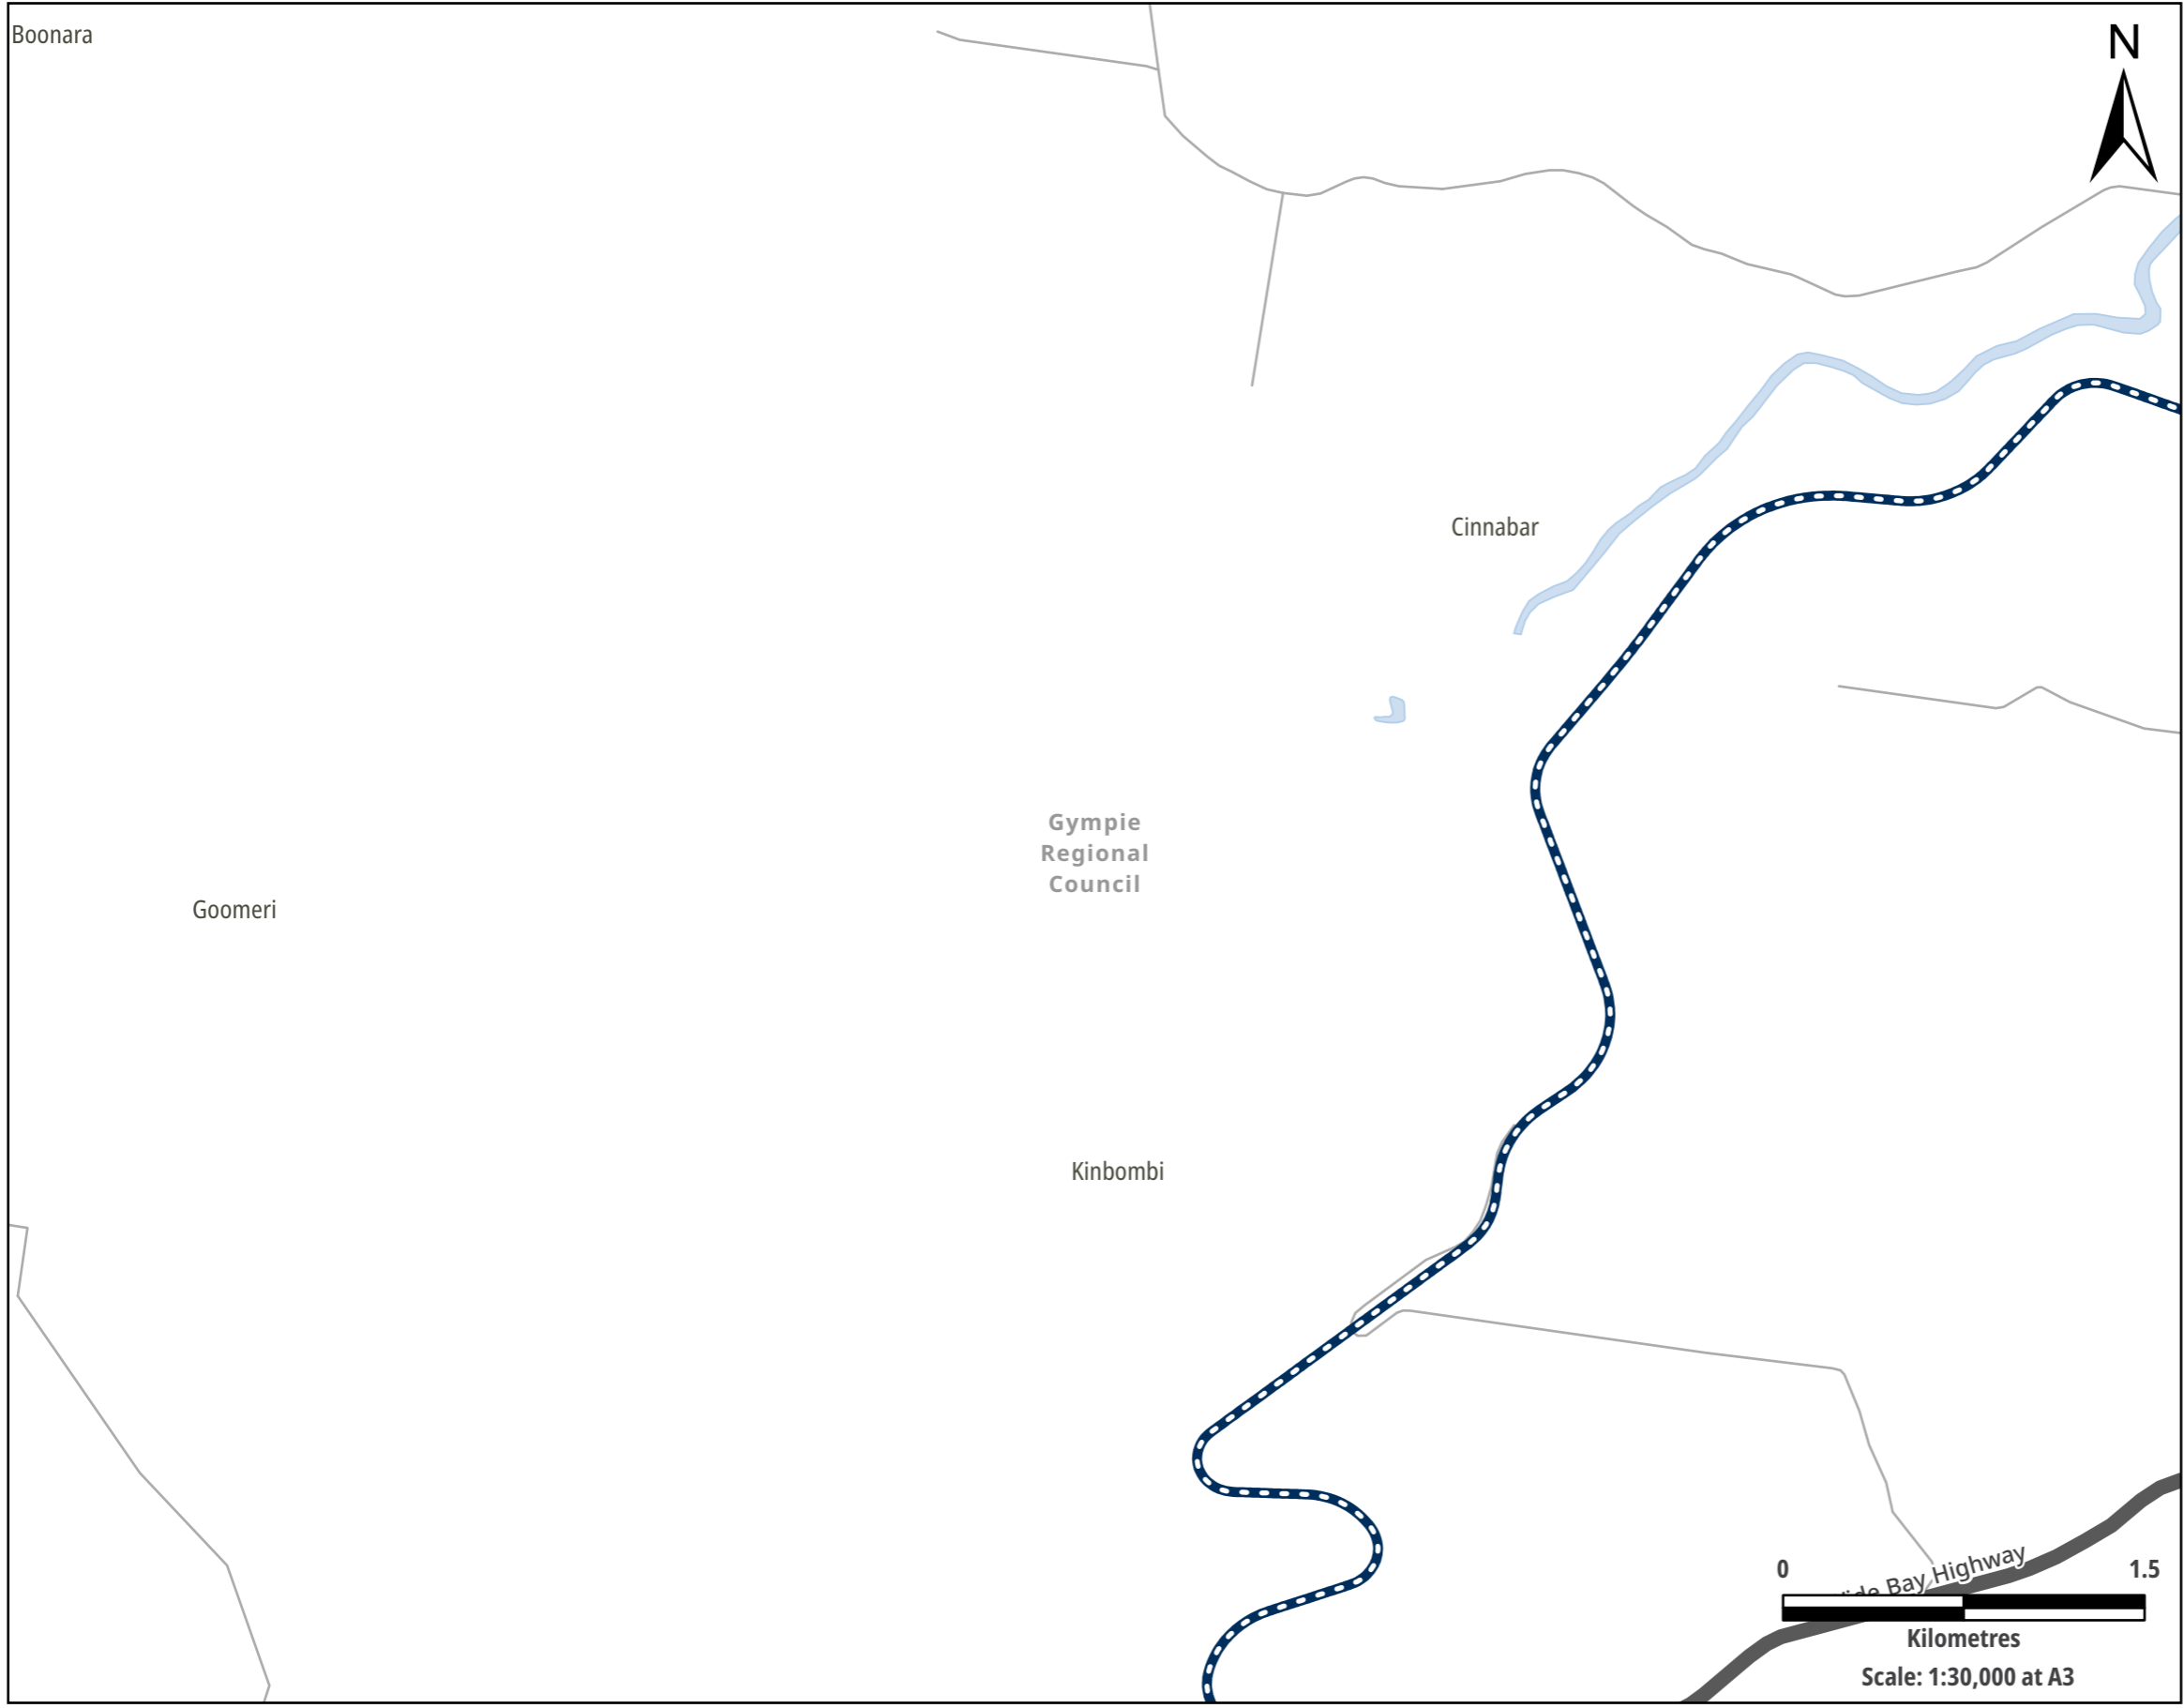 Boonara
N
Cinnabar
Gympie
Regional
Council
Goomeri
Kinbombi
Bay Highway
0 1.5
Kilometres
Scale: 1:30,000 at A3